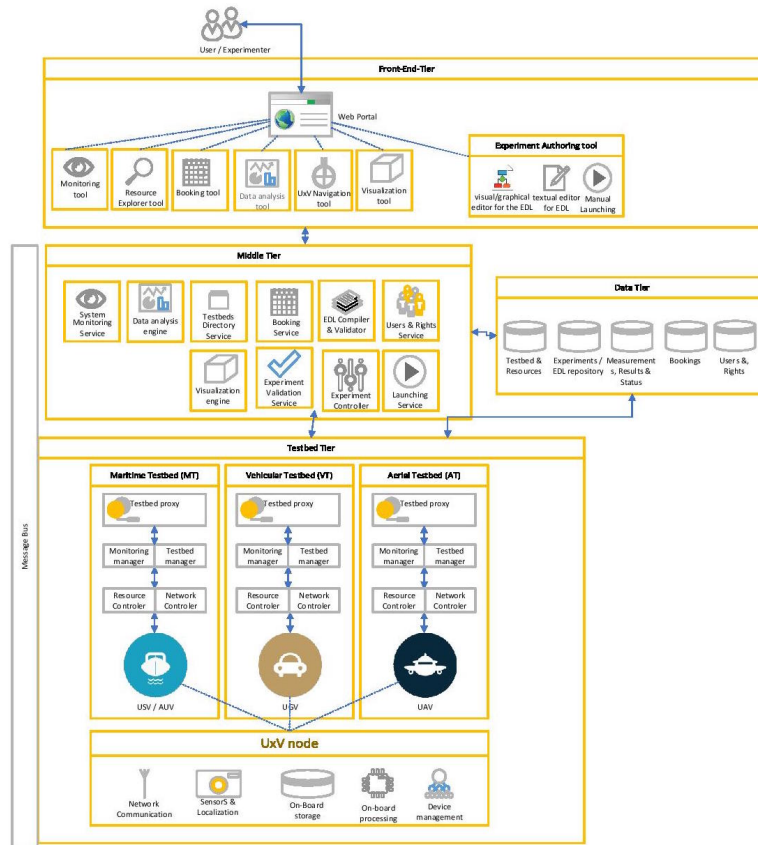 User / Experimenter
Front-End-Tier
Web Portal
Monitoring
tool
Resource
Explorer tool
Booking tool
Data analysis
tool
UxV Navigation
tool
Visualization
tool
Experiment Authoring tool
visual/graphical
editor for the EDL
textual editor
for EDL
Manual
Launching
Message Bus
Middle Tier
System
Monitoring
Service
Data analysis
engine
Testbeds
Directory
Service
Booking
Service
EDL Compiler
& Validator
Users & Rights
Service
Visualization
engine
Experiment
Validation
Service
Experiment
Controller
Launching
Service
Data Tier
Testbed &
Resources
Experiments /
EDL repository
Measurement
s, Results &
Status
Bookings
Users &,
Rights
Testbed Tier
Maritime Testbed (MT)
Testbed proxy
Monitoring
manager
Testbed
manager
Resource
Controler
Network
Controler
USV / AUV
Vehicular Testbed (VT)
Testbed proxy
Monitoring
manager
Testbed
manager
Resource
Controler
Network
Controler
UGV
Aerial Testbed (AT)
Testbed proxy
Monitoring
manager
Testbed
manager
Resource
Controler
Network
Controler
UAV
UxV node
Network
Communication
SensorS &
Localization
On-Board
storage
On-board
processing
Device
management